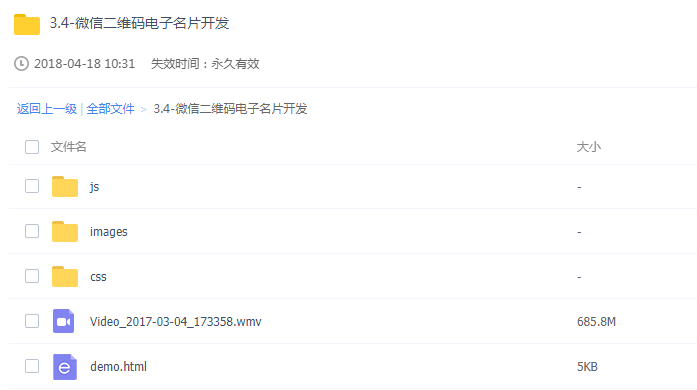 3.4-微信二维码电子名片开发
2018-04-18 10:31 失效时间：永久有效
返回上一级 | 全部文件 > 3.4-微信二维码电子名片开发
文件名 大小
js -
images -
css -
Video_2017-03-04_173358.wmv 685.8M
demo.html 5KB